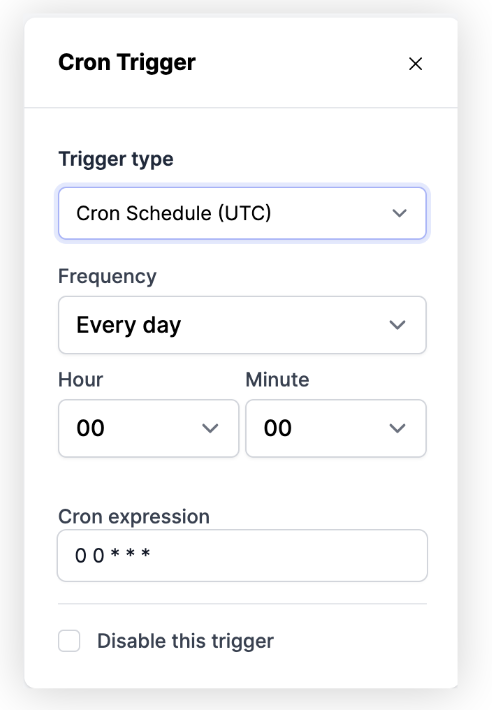 Cron Trigger
Trigger type
Cron Schedule (UTC)
Frequency
Every day
Hour Minute
00 00
Cron expression
0 0 * * *
Disable this trigger